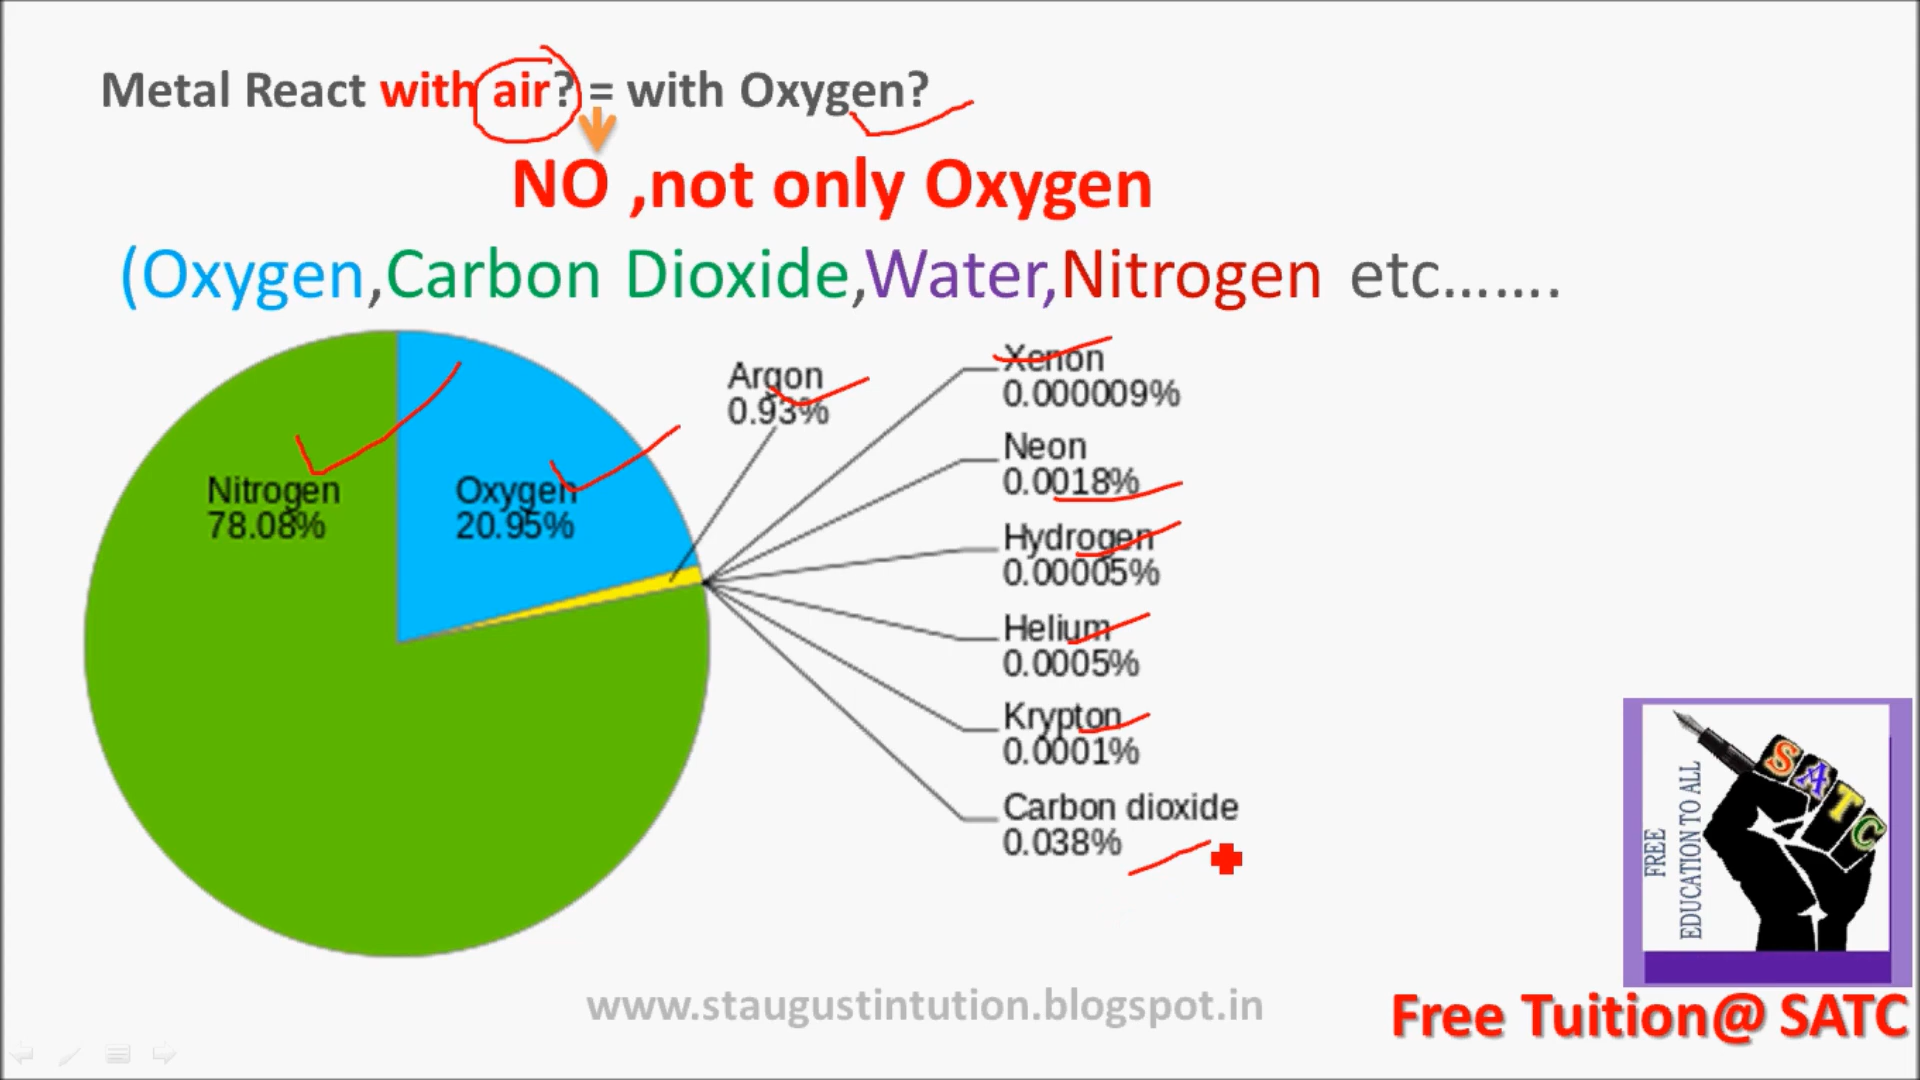 Metal React with air? = with Oxygen?
NO ,not only Oxygen
(Oxygen,Carbon Dioxide,Water,Nitrogen etc.......
Nitrogen
78.08%
Oxygen
20.95%
Argon
0.93%
Xenon
0.000009%
Neon
0.0018%
Hydrogen
0.00005%
Helium
0.0005%
Krypton
0.0001%
Carbon dioxide
0.038%
FREE
EDUCATION TO ALL
SATC
www.staugustintution.blogspot.in
Free Tuition@ SATC